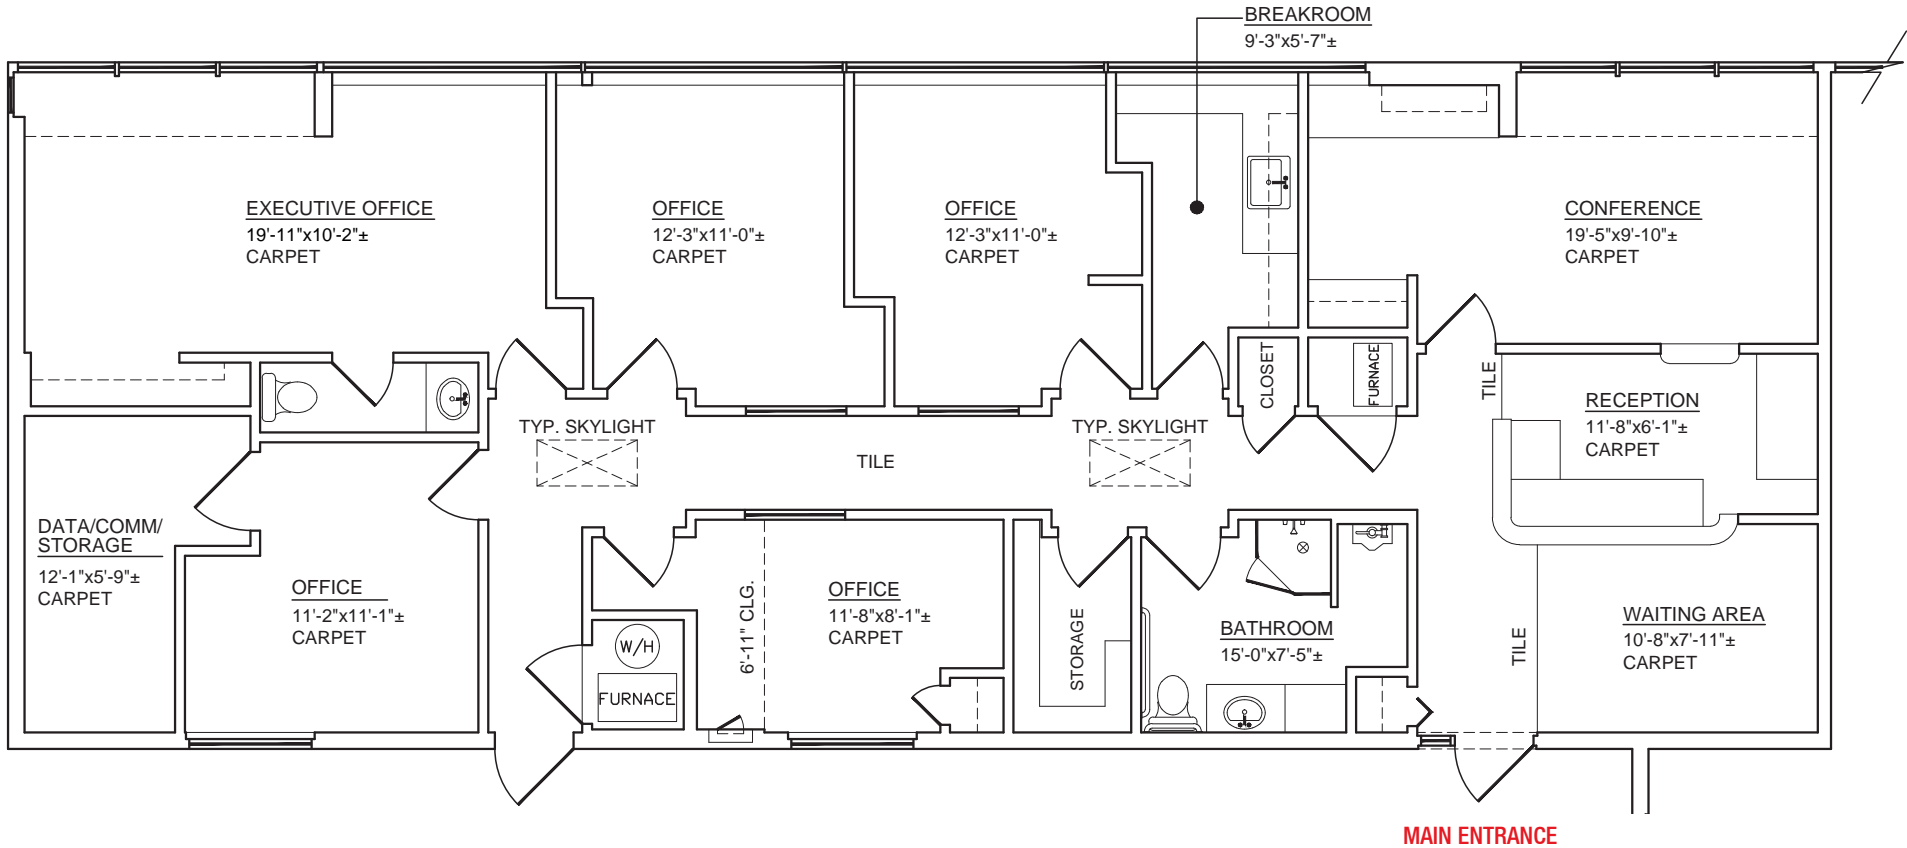 BREAKROOM
9'-3"x5'-7"±
EXECUTIVE OFFICE
19'-11"x10'-2"±
CARPET
OFFICE
12'-3"x11'-0"±
CARPET
OFFICE
12'-3"x11'-0"±
CARPET
CONFERENCE
19'-5"x9'-10"±
CARPET
CLOSET
FURNACE
TILE
RECEPTION
11'-8"x6'-1"±
CARPET
TYP. SKYLIGHT
TILE
TYP. SKYLIGHT
DATA/COMM/
STORAGE
12'-1"x5'-9"±
CARPET
OFFICE
11'-2"x11'-1"±
CARPET
W/H
FURNACE
6'-11" CLG.
OFFICE
11'-8"x8'-1"±
CARPET
STORAGE
BATHROOM
15'-0"x7'-5"±
TILE
WAITING AREA
10'-8"x7'-11"±
CARPET
MAIN ENTRANCE